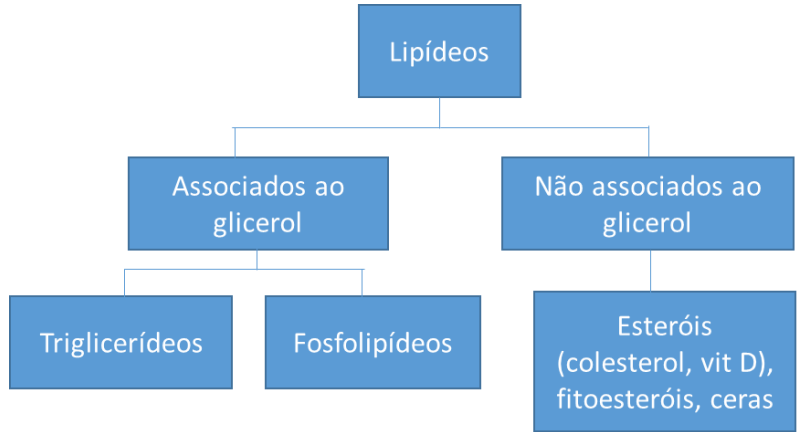 Lipídeos
Associados ao
glicerol
Não associados ao
glicerol
Triglicerídeos
Fosfolipídeos
Esteróis
(colesterol, vit D),
fitoesteróis, ceras